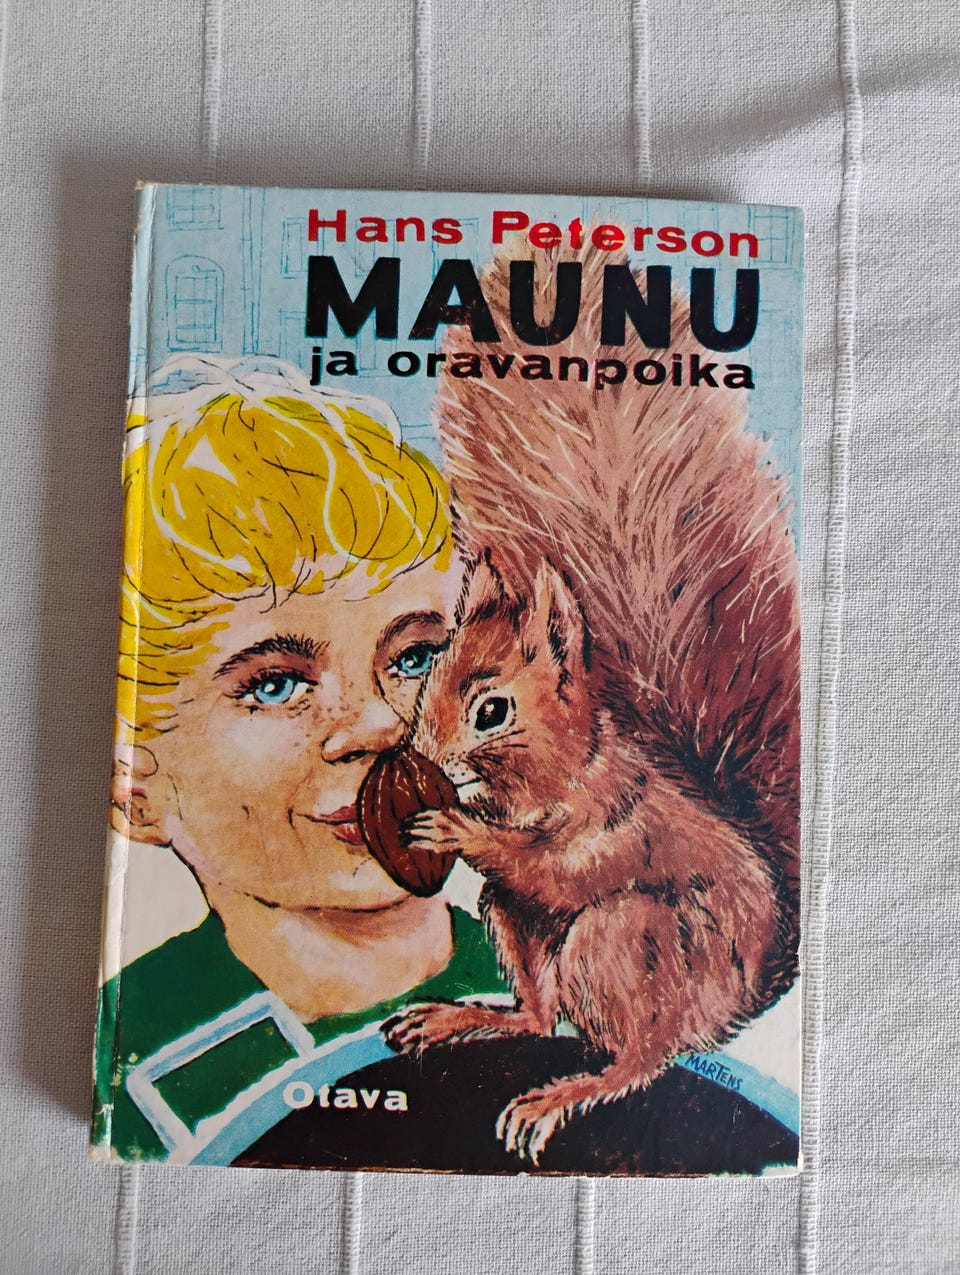 Hans Peterson
MAUNU
ja oravanpoika
MARTENS
Otava